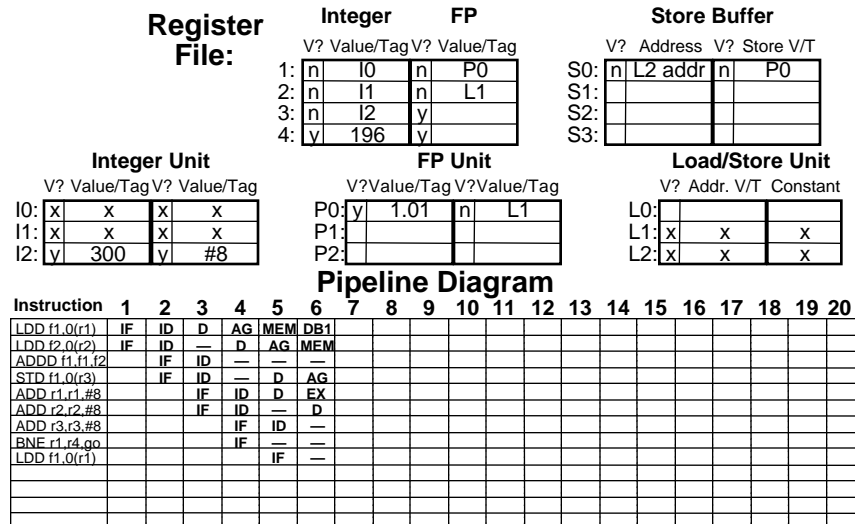 Register File:
Integer FP
V? Value/Tag V? Value/Tag
1: n I0 n P0
2: n I1 n L1
3: n I2 y
4: y 196 y
Store Buffer
V? Address V? Store V/T
S0: n L2 addr n P0
S1:
S2:
S3:
Integer Unit
V? Value/Tag V? Value/Tag
I0: x x x x
I1: x x x x
I2: y 300 y #8
FP Unit
V?Value/Tag V?Value/Tag
P0: y 1.01 n L1
P1:
P2:
Load/Store Unit
V? Addr. V/T Constant
L0:
L1: x x x
L2: x x x
Pipeline Diagram
Instruction 1 2 3 4 5 6 7 8 9 10 11 12 13 14 15 16 17 18 19 20
LDD f1,0(r1) IF ID D AG MEM DB1
LDD f2,0(r2) IF ID — D AG MEM
ADDD f1,f1,f2 IF ID — — —
STD f1,0(r3) IF ID — D AG
ADD r1,r1,#8 IF ID D EX
ADD r2,r2,#8 IF ID — D
ADD r3,r3,#8 IF ID —
BNE r1,r4,go IF — —
LDD f1,0(r1) IF —